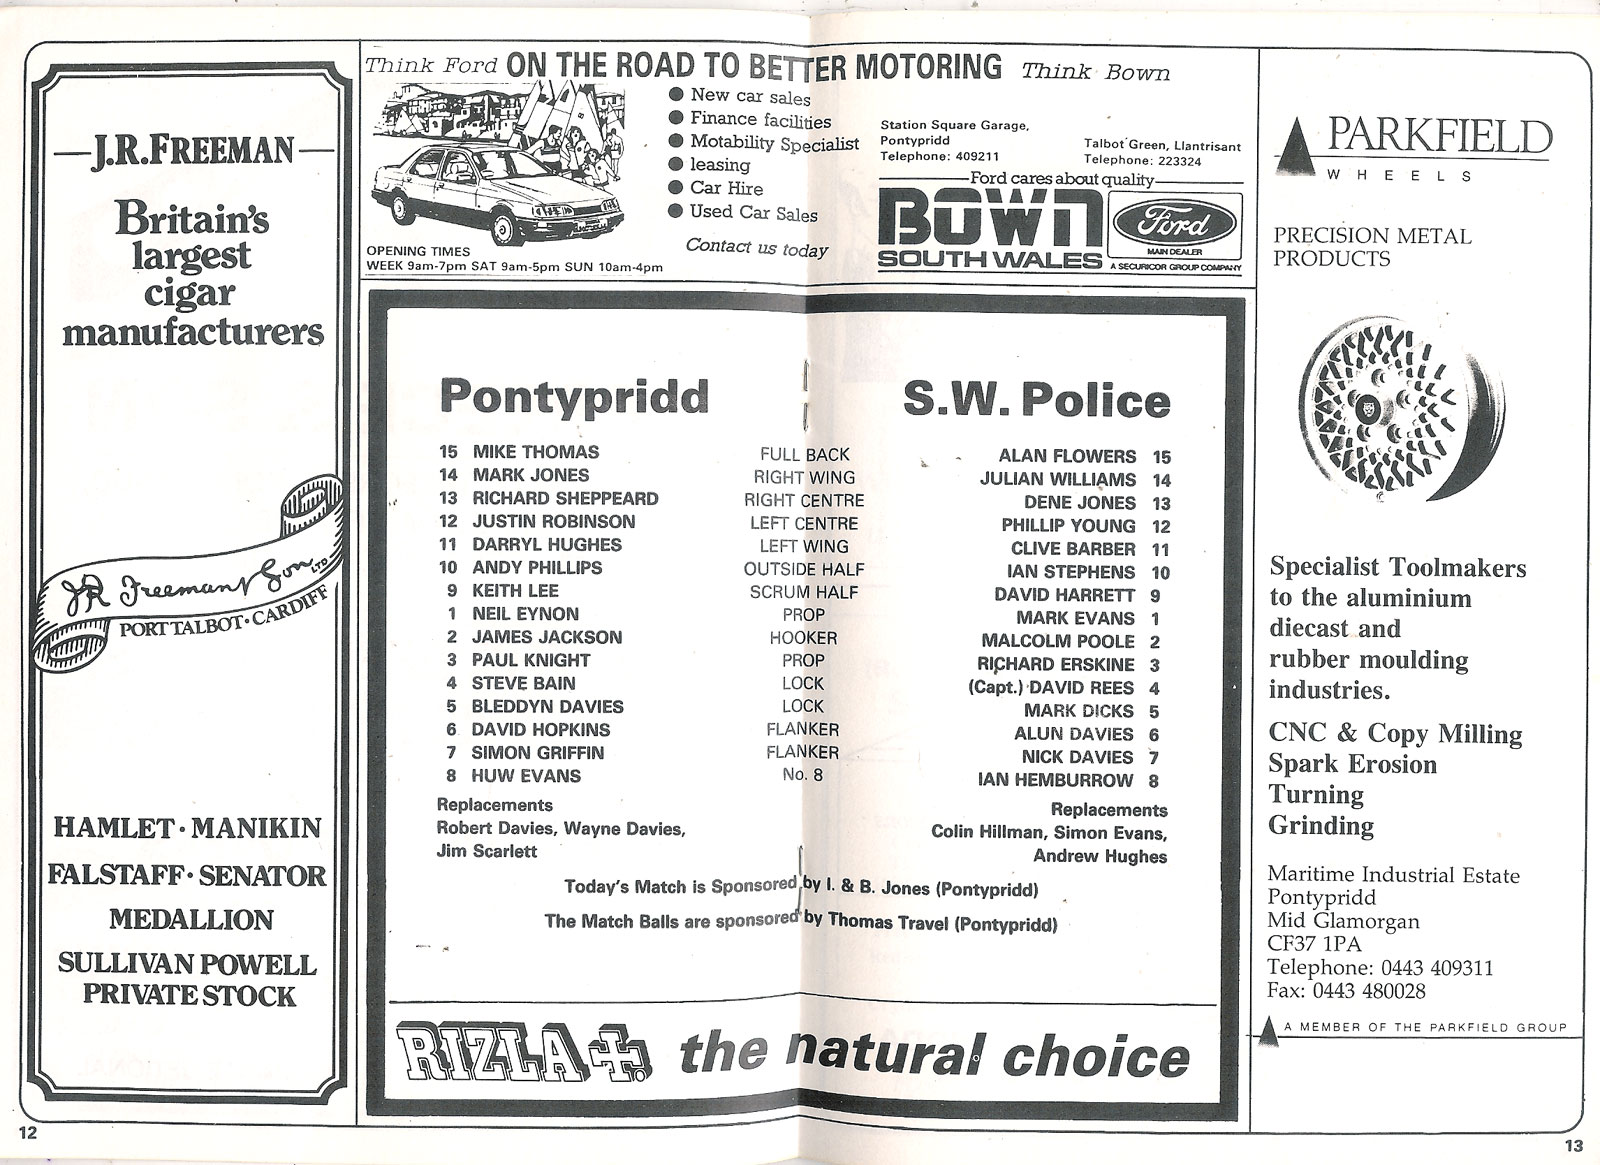 J.R.FREEMAN
Britain's
largest
cigar
manufacturers
JR Freeman & Son LTD
PORT TALBOT · CARDIFF
HAMLET · MANIKIN
FALSTAFF · SENATOR
MEDALLION
SULLIVAN POWELL
PRIVATE STOCK
12
Think Ford ON THE ROAD TO BETTER MOTORING Think Bown
● New car sales
● Finance facilities
● Motability Specialist
● leasing
● Car Hire
● Used Car Sales
Contact us today
OPENING TIMES
WEEK 9am-7pm SAT 9am-5pm SUN 10am-4pm
Station Square Garage,
Pontypridd
Telephone: 409211
Talbot Green, Llantrisant
Telephone: 223324
Ford cares about quality
BOWN
SOUTH WALES
Ford
MAIN DEALER
A SECURICOR GROUP COMPANY
Pontypridd S.W. Police
15 MIKE THOMAS FULL BACK ALAN FLOWERS 15
14 MARK JONES RIGHT WING JULIAN WILLIAMS 14
13 RICHARD SHEPPEARD RIGHT CENTRE DENE JONES 13
12 JUSTIN ROBINSON LEFT CENTRE PHILLIP YOUNG 12
11 DARRYL HUGHES LEFT WING CLIVE BARBER 11
10 ANDY PHILLIPS OUTSIDE HALF IAN STEPHENS 10
9 KEITH LEE SCRUM HALF DAVID HARRETT 9
1 NEIL EYNON PROP MARK EVANS 1
2 JAMES JACKSON HOOKER MALCOLM POOLE 2
3 PAUL KNIGHT PROP RICHARD ERSKINE 3
4 STEVE BAIN LOCK (Capt.) DAVID REES 4
5 BLEDDYN DAVIES LOCK MARK DICKS 5
6 DAVID HOPKINS FLANKER ALUN DAVIES 6
7 SIMON GRIFFIN FLANKER NICK DAVIES 7
8 HUW EVANS No. 8 IAN HEMBURROW 8
Replacements
Robert Davies, Wayne Davies,
Jim Scarlett
Replacements
Colin Hillman, Simon Evans,
Andrew Hughes
Today's Match is Sponsored by I. & B. Jones (Pontypridd)
The Match Balls are sponsored by Thomas Travel (Pontypridd)
RIZLA+. the natural choice
PARKFIELD
WHEELS
PRECISION METAL
PRODUCTS
Specialist Toolmakers
to the aluminium
diecast and
rubber moulding
industries.
CNC & Copy Milling
Spark Erosion
Turning
Grinding
Maritime Industrial Estate
Pontypridd
Mid Glamorgan
CF37 1PA
Telephone: 0443 409311
Fax: 0443 480028
A MEMBER OF THE PARKFIELD GROUP
13